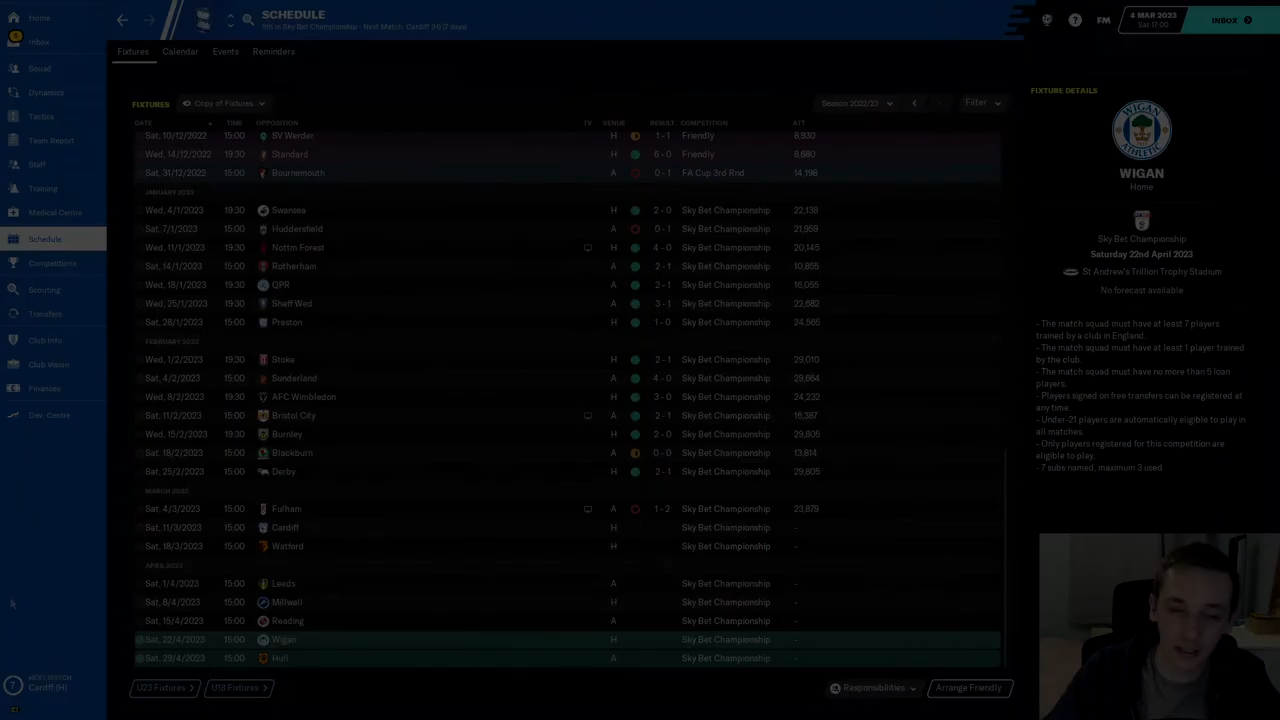 SCHEDULE
9th in Sky Bet Championship - Next Match: Cardiff (H) (7 days)
4 MAR 2023
Sat 17:00
INBOX
FM
Home
Inbox
Squad
Dynamics
Tactics
Team Report
Staff
Training
Medical Centre
Schedule
Competitions
Scouting
Transfers
Club Info
Club Vision
Finances
Dev. Centre
NEXT MATCH
7 Cardiff (H)
Fixtures Calendar Events Reminders
FIXTURES Copy of Fixtures Season 2022/23 Filter
DATE TIME OPPOSITION TV VENUE RESULT COMPETITION ATT
Sat, 10/12/2022 15:00 SV Werder H 1 - 1 Friendly 8,930
Wed, 14/12/2022 19:30 Standard H 6 - 0 Friendly 8,680
Sat, 31/12/2022 15:00 Bournemouth A 0 - 1 FA Cup 3rd Rnd 14,198
JANUARY 2023
Wed, 4/1/2023 19:30 Swansea H 2 - 0 Sky Bet Championship 22,138
Sat, 7/1/2023 15:00 Huddersfield A 0 - 1 Sky Bet Championship 21,959
Wed, 11/1/2023 19:30 Nottm Forest H 4 - 0 Sky Bet Championship 20,145
Sat, 14/1/2023 15:00 Rotherham A 2 - 1 Sky Bet Championship 10,855
Wed, 18/1/2023 19:30 QPR A 2 - 1 Sky Bet Championship 16,055
Wed, 25/1/2023 19:30 Sheff Wed A 3 - 1 Sky Bet Championship 22,682
Sat, 28/1/2023 15:00 Preston H 1 - 0 Sky Bet Championship 24,565
FEBRUARY 2023
Wed, 1/2/2023 19:30 Stoke H 2 - 1 Sky Bet Championship 29,010
Sat, 4/2/2023 15:00 Sunderland H 4 - 0 Sky Bet Championship 29,664
Wed, 8/2/2023 19:30 AFC Wimbledon H 3 - 0 Sky Bet Championship 24,232
Sat, 11/2/2023 15:00 Bristol City A 2 - 1 Sky Bet Championship 16,387
Wed, 15/2/2023 19:30 Burnley H 2 - 0 Sky Bet Championship 29,805
Sat, 18/2/2023 15:00 Blackburn A 0 - 0 Sky Bet Championship 13,814
Sat, 25/2/2023 15:00 Derby H 2 - 1 Sky Bet Championship 29,805
MARCH 2023
Sat, 4/3/2023 15:00 Fulham A 1 - 2 Sky Bet Championship 23,879
Sat, 11/3/2023 15:00 Cardiff H Sky Bet Championship -
Sat, 18/3/2023 15:00 Watford H Sky Bet Championship -
APRIL 2023
Sat, 1/4/2023 15:00 Leeds A Sky Bet Championship -
Sat, 8/4/2023 15:00 Millwall H Sky Bet Championship -
Sat, 15/4/2023 15:00 Reading A Sky Bet Championship -
Sat, 22/4/2023 15:00 Wigan H Sky Bet Championship -
Sat, 29/4/2023 15:00 Hull A Sky Bet Championship -
U23 Fixtures > U18 Fixtures > Responsibilities Arrange Friendly
FIXTURE DETAILS
WIGAN
ATHLETIC
WIGAN
Home
Sky Bet Championship
Saturday 22nd April 2023
St Andrew's Trillion Trophy Stadium
No forecast available
- The match squad must have at least 7 players
trained by a club in England.
- The match squad must have at least 1 player trained
by the club.
- The match squad must have no more than 5 loan
players.
- Players signed on free transfers can be registered at
any time.
- Under-21 players are automatically eligible to play in
all matches.
- Only players registered for this competition are
eligible to play.
- 7 subs named, maximum 3 used